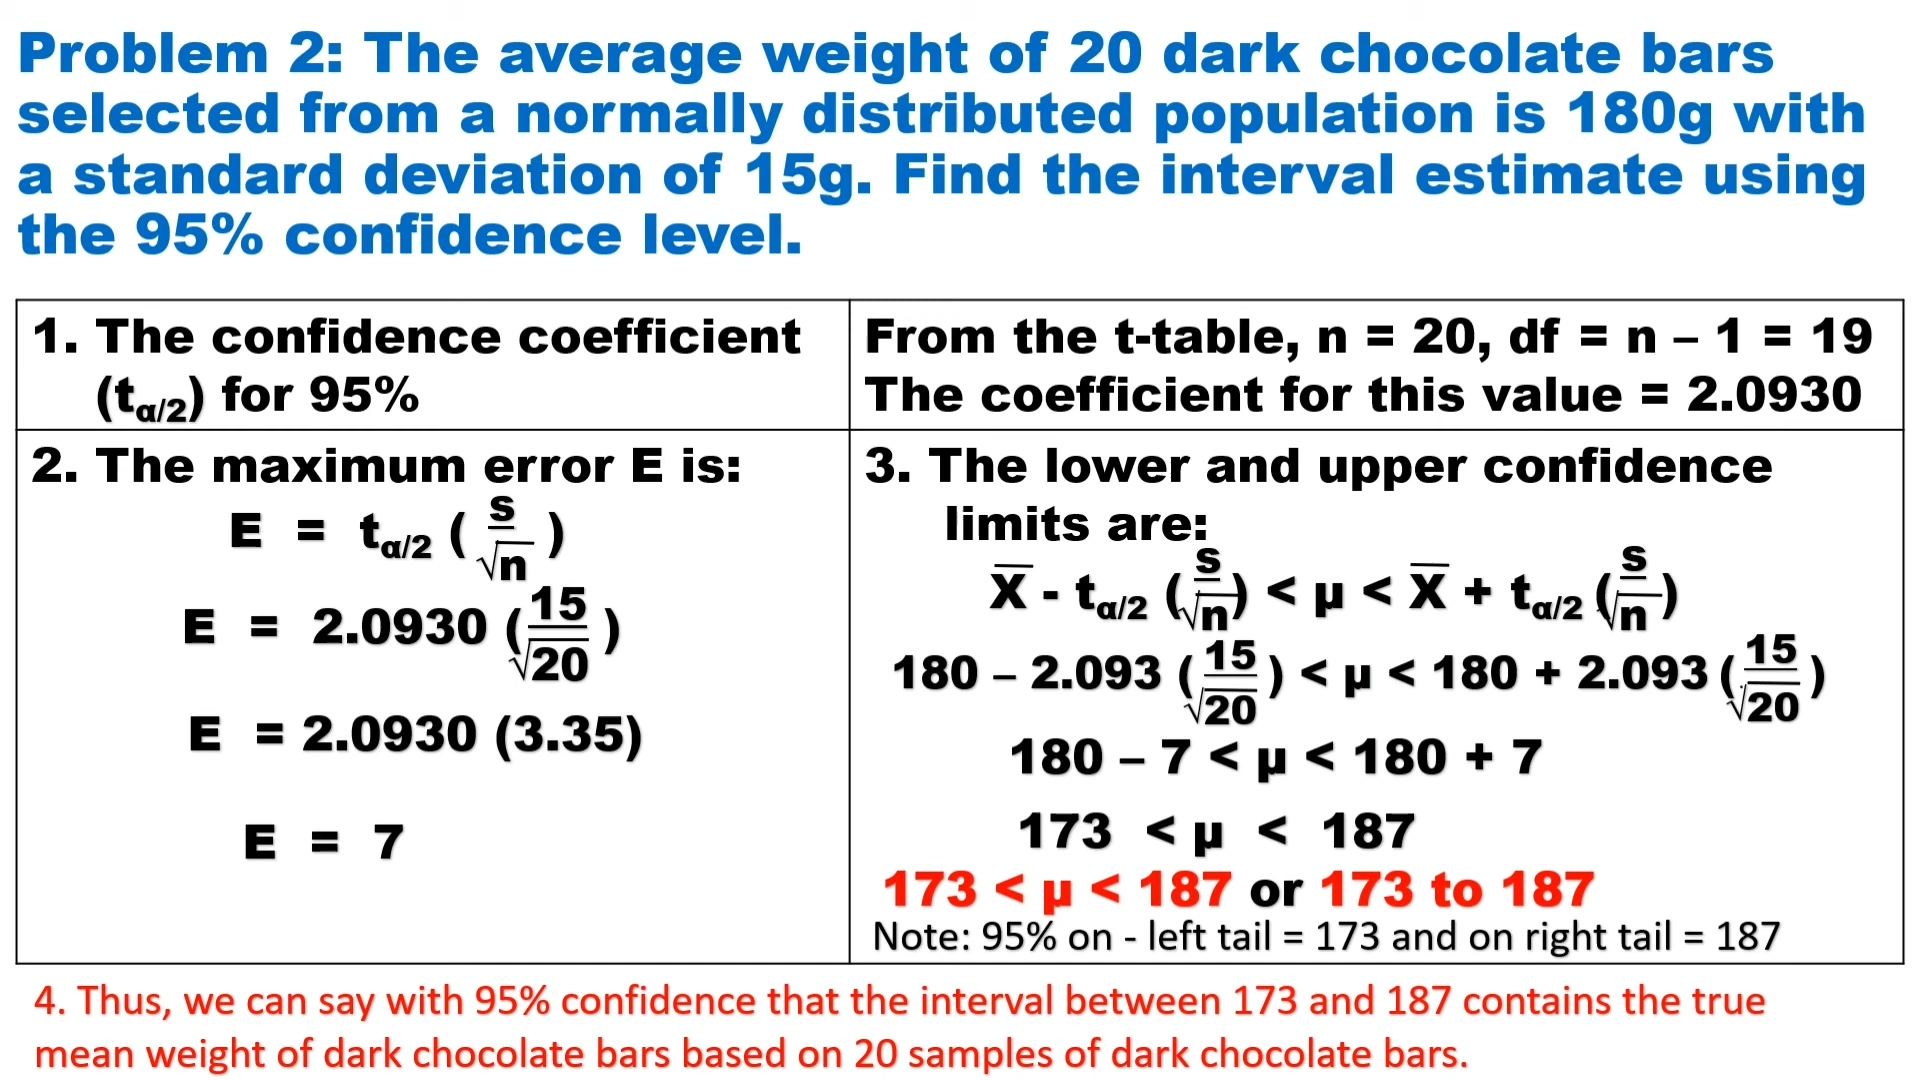 Problem 2: The average weight of 20 dark chocolate bars
selected from a normally distributed population is 180g with
a standard deviation of 15g. Find the interval estimate using
the 95% confidence level.
1. The confidence coefficient
(tα/2) for 95%
From the t-table, n = 20, df = n – 1 = 19
The coefficient for this value = 2.0930
2. The maximum error E is:
E = tα/2 ( s/√n )
E = 2.0930 ( 15/√20 )
E = 2.0930 (3.35)
E = 7
3. The lower and upper confidence
limits are:
X̅ - tα/2 (s/√n) < μ < X̅ + tα/2 (s/√n)
180 – 2.093 ( 15/√20 ) < μ < 180 + 2.093 ( 15/√20 )
180 – 7 < μ < 180 + 7
173 < μ < 187
173 < μ < 187 or 173 to 187
Note: 95% on - left tail = 173 and on right tail = 187
4. Thus, we can say with 95% confidence that the interval between 173 and 187 contains the true
mean weight of dark chocolate bars based on 20 samples of dark chocolate bars.